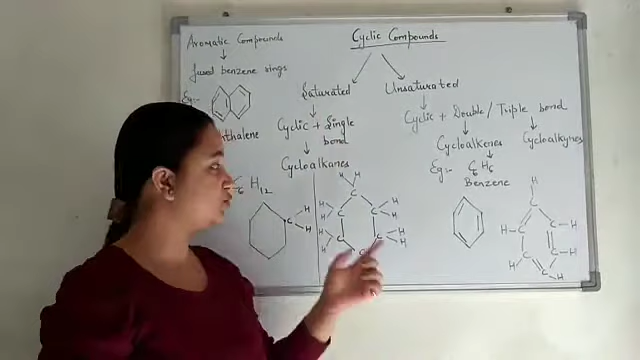 Aromatic Compounds
Cyclic Compounds
fused benzene rings
Saturated
Unsaturated
Eg:-
Cyclic + Single
bond
Cyclic + Double/ Triple bond
Cycloalkanes
Cycloalkenes
Cycloalkynes
Eg:- C6H6
Benzene
H12
C H
H
H H
C
H C C H
H H
H C C H
H H
C
H
C
H C C H
H C C H
C H